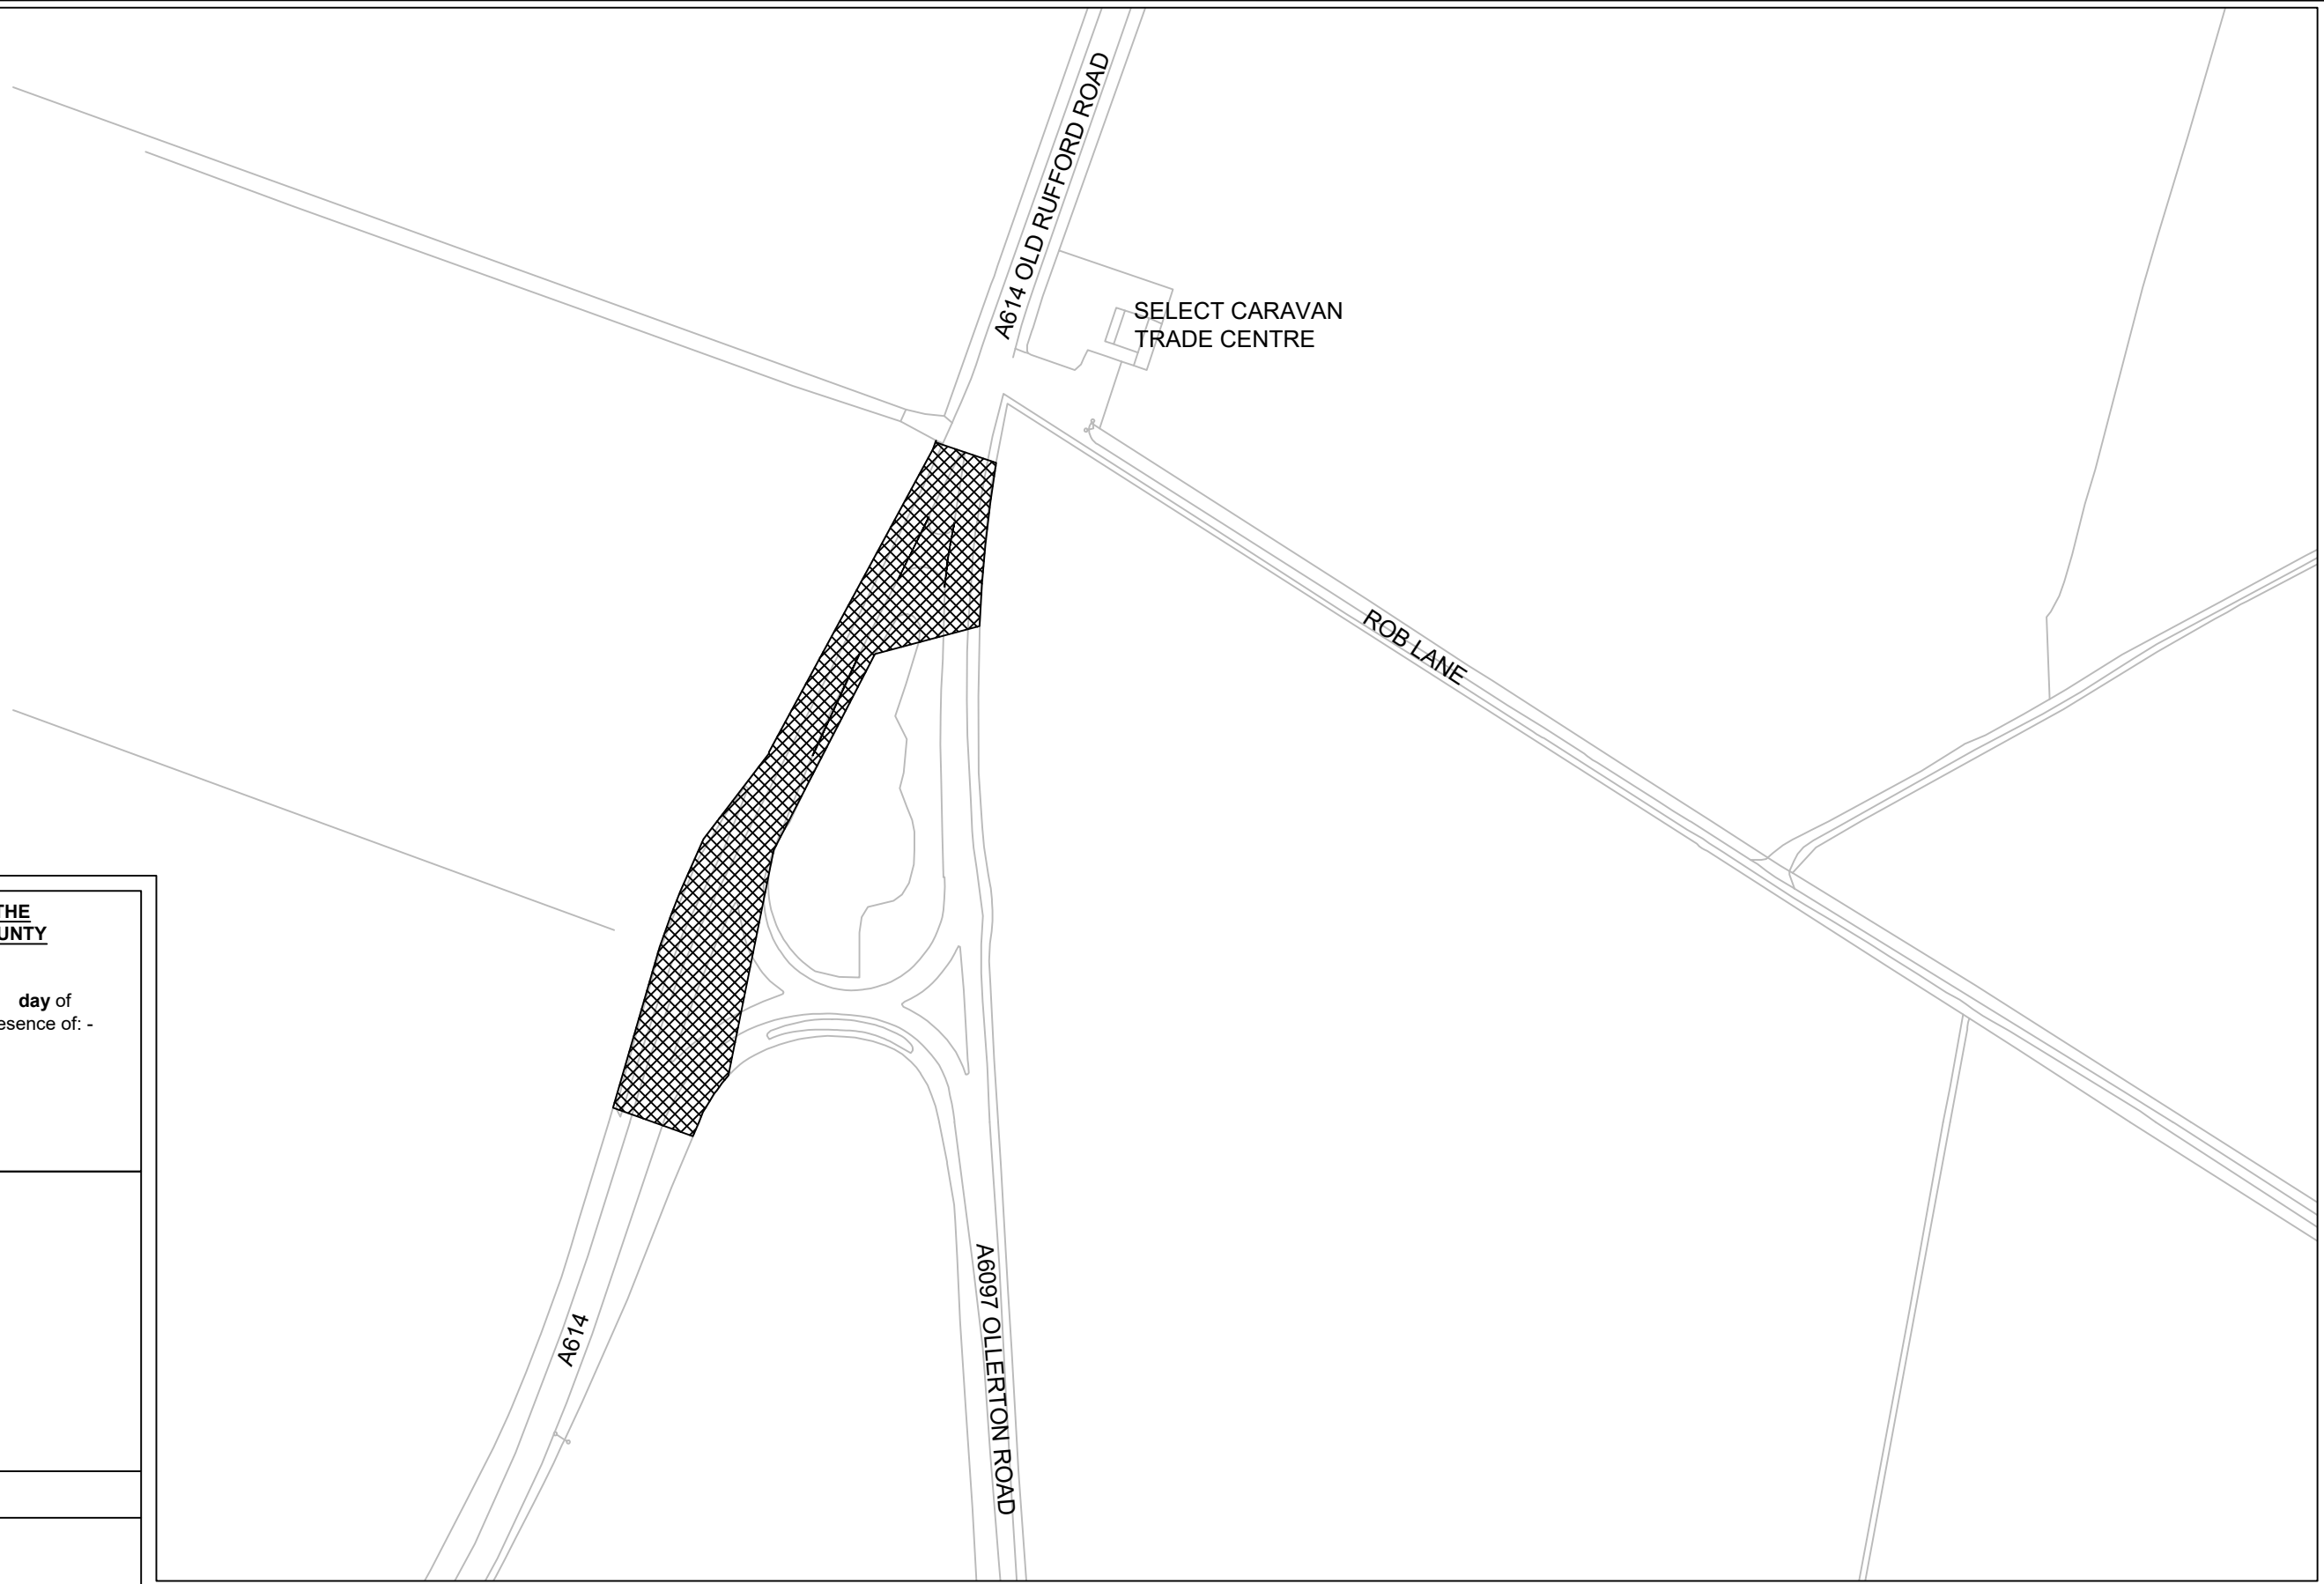 A614 OLD RUFFORD ROAD
SELECT CARAVAN
TRADE CENTRE
ROB LANE
THE
UNTY
day of
esence of: -
A614
A6097 OLLERTON ROAD